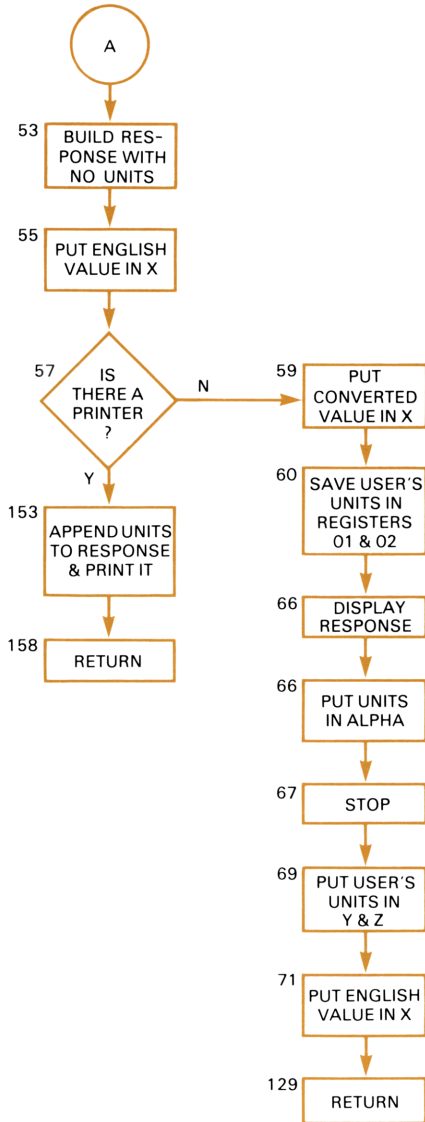 A
53
BUILD RES-
PONSE WITH
NO UNITS
55
PUT ENGLISH
VALUE IN X
57
IS
THERE A
PRINTER
?
N
Y
153
APPEND UNITS
TO RESPONSE
& PRINT IT
158
RETURN
59
PUT
CONVERTED
VALUE IN X
60
SAVE USER'S
UNITS IN
REGISTERS
01 & 02
66
DISPLAY
RESPONSE
66
PUT UNITS
IN ALPHA
67
STOP
69
PUT USER'S
UNITS IN
Y & Z
71
PUT ENGLISH
VALUE IN X
129
RETURN